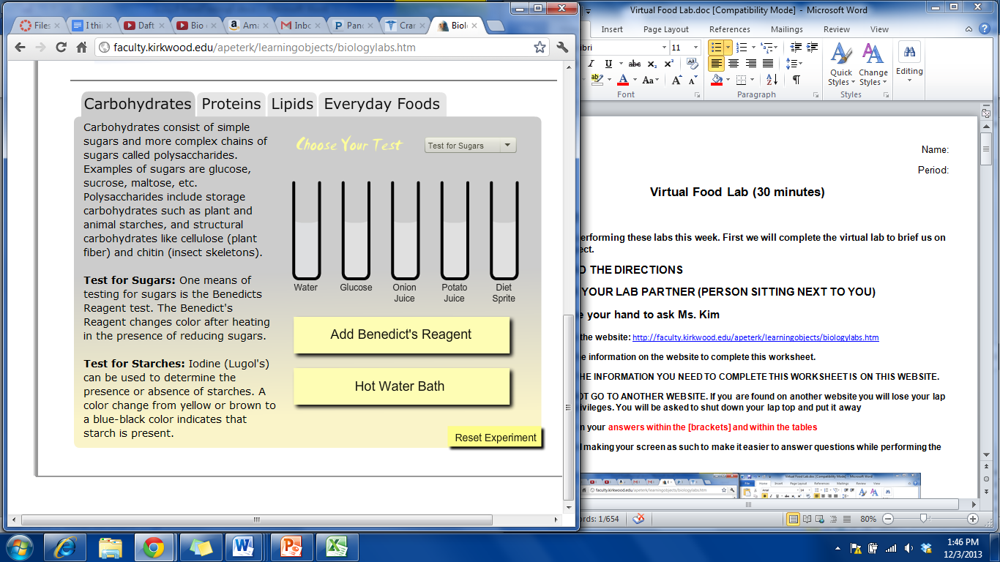 Files
I thin
Daft
Bio
Ama
Inbo
Pand
Cran
Biolo
faculty.kirkwood.edu/apeterk/learningobjects/biologylabs.htm
Carbohydrates
Proteins
Lipids
Everyday Foods
Carbohydrates consist of simple
sugars and more complex chains of
sugars called polysaccharides.
Examples of sugars are glucose,
sucrose, maltose, etc.
Polysaccharides include storage
carbohydrates such as plant and
animal starches, and structural
carbohydrates like cellulose (plant
fiber) and chitin (insect skeletons).
Test for Sugars: One means of
testing for sugars is the Benedicts
Reagent test. The Benedict's
Reagent changes color after heating
in the presence of reducing sugars.
Test for Starches: Iodine (Lugol's)
can be used to determine the
presence or absence of starches. A
color change from yellow or brown to
a blue-black color indicates that
starch is present.
Choose Your Test
Test for Sugars
Water
Glucose
Onion
Juice
Potato
Juice
Diet
Sprite
Add Benedict's Reagent
Hot Water Bath
Reset Experiment
Virtual Food Lab.doc [Compatibility Mode] - Microsoft Word
Insert
Page Layout
References
Mailings
Review
View
ibri
11
Quick
Styles
Change
Styles
Editing
Font
Paragraph
Styles
Name:
Period:
Virtual Food Lab (30 minutes)
erforming these labs this week. First we will complete the virtual lab to brief us on
ect.
O THE DIRECTIONS
YOUR LAB PARTNER (PERSON SITTING NEXT TO YOU)
e your hand to ask Ms. Kim
the website: http://faculty.kirkwood.edu/apeterk/learningobjects/biologylabs.htm
e information on the website to complete this worksheet.
HE INFORMATION YOU NEED TO COMPLETE THIS WORKSHEET IS ON THIS WEBSITE.
OT GO TO ANOTHER WEBSITE. If you are found on another website you will lose your lap
ivileges. You will be asked to shut down your lap top and put it away
n your answers within the [brackets] and within the tables
l making your screen as such to make it easier to answer questions while performing the
ords: 1/654
80%
1:46 PM
12/3/2013